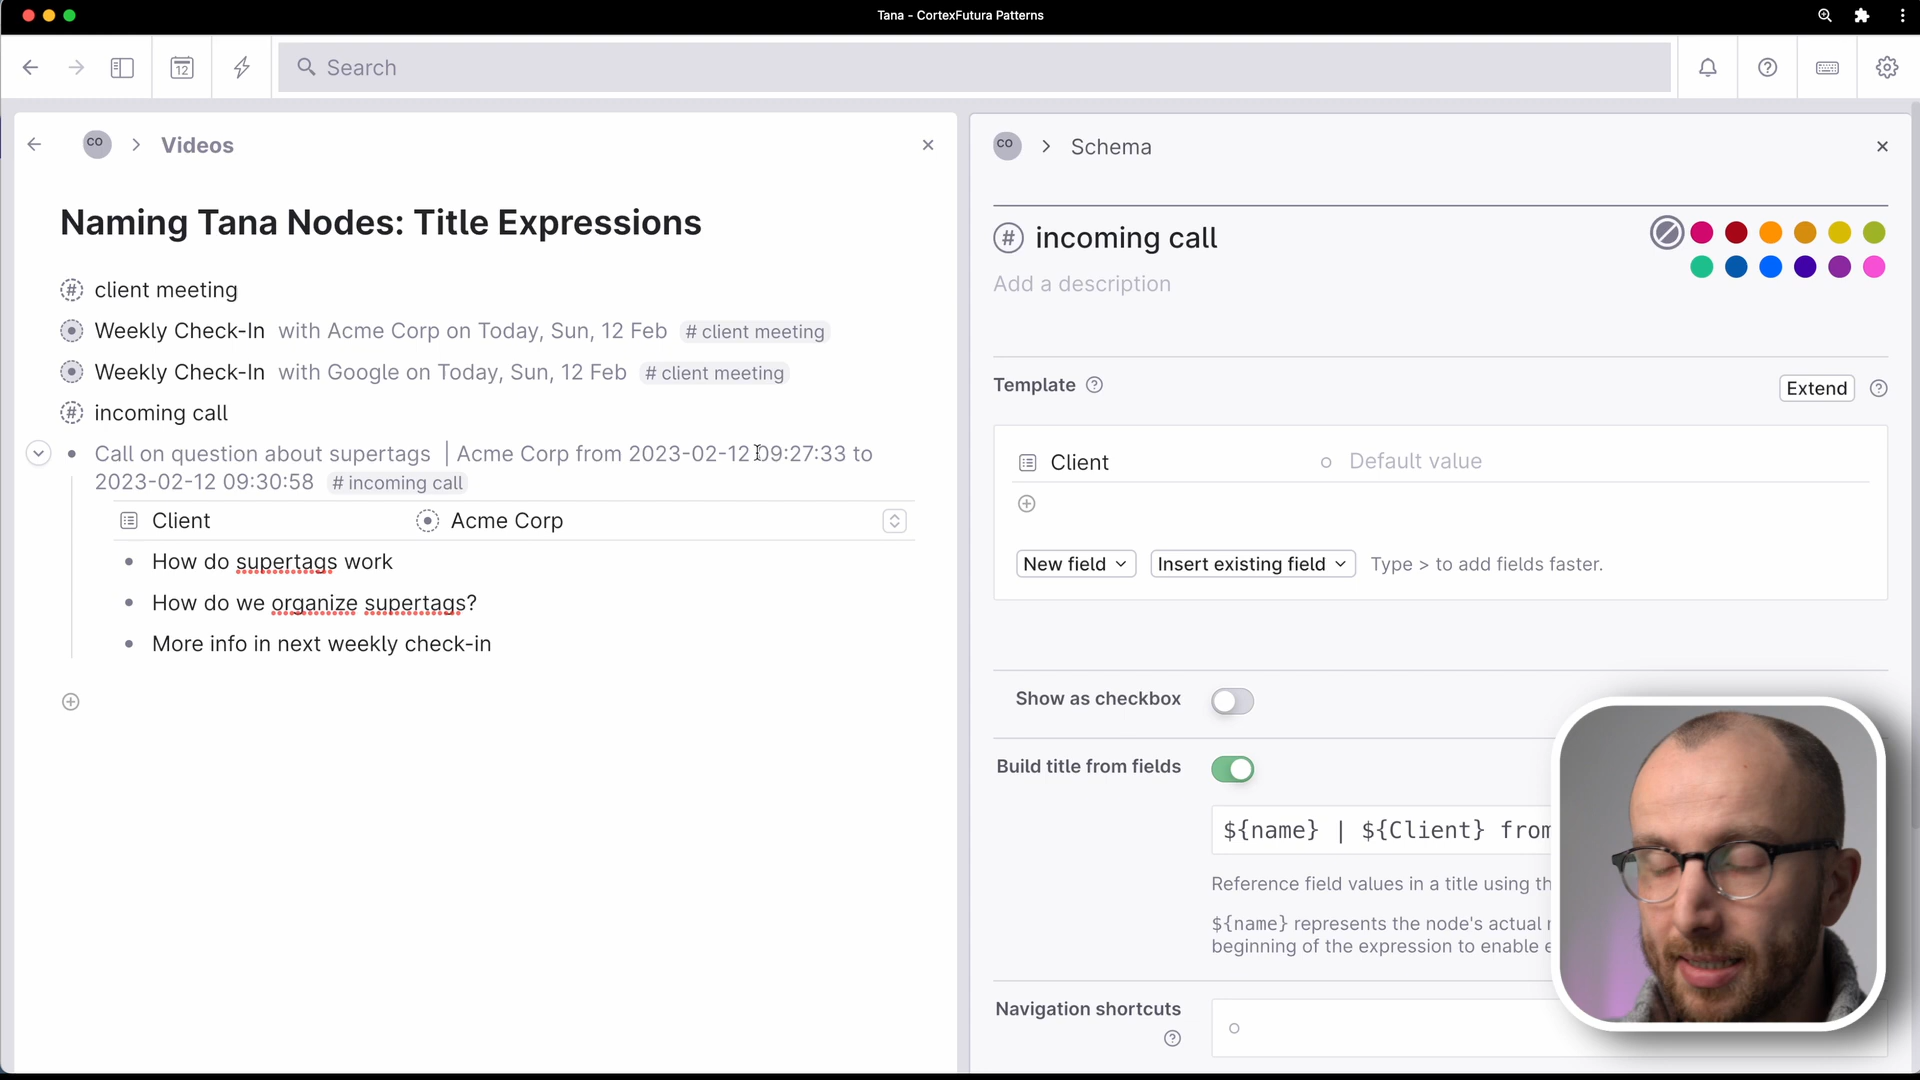 Tana - CortexFutura Patterns
12
Search
CO > Videos
Naming Tana Nodes: Title Expressions
# client meeting
Weekly Check-In with Acme Corp on Today, Sun, 12 Feb # client meeting
Weekly Check-In with Google on Today, Sun, 12 Feb # client meeting
# incoming call
Call on question about supertags | Acme Corp from 2023-02-12 09:27:33 to
2023-02-12 09:30:58 # incoming call
Client Acme Corp
How do supertags work
How do we organize supertags?
More info in next weekly check-in
CO > Schema
# incoming call
Add a description
Template
Extend
Client Default value
New field Insert existing field Type > to add fields faster.
Show as checkbox
Build title from fields
${name} | ${Client} from
Reference field values in a title using th
${name} represents the node's actual
beginning of the expression to enable
Navigation shortcuts